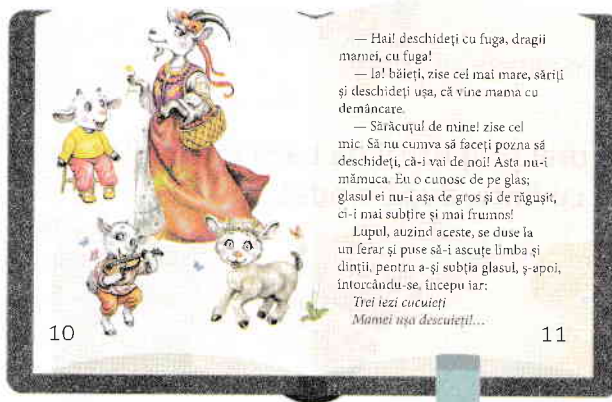 — Hai! deschideți cu fuga, dragii
mamei, cu fuga!
— Ia! băieți, zise cel mai mare, săriți
și deschideți ușa, că vine mama cu
demâncare.
— Sărăcuțul de mine! zise cel
mic. Să nu cumva să faceți pozna să
deschideți, că-i vai de noi! Asta nu-i
mămuca. Eu o cunosc de pe glas;
glasul ei nu-i așa de gros și de răgușit,
ci-i mai subțire și mai frumos!
Lupul, auzind aceste, se duse la
un ferar și puse să-i ascuțe limba și
dinții, pentru a-și subția glasul, ș-apoi,
întorcându-se, începu iar:
Trei iezi cucuieți
Mamei ușa descuieți!...
10
11